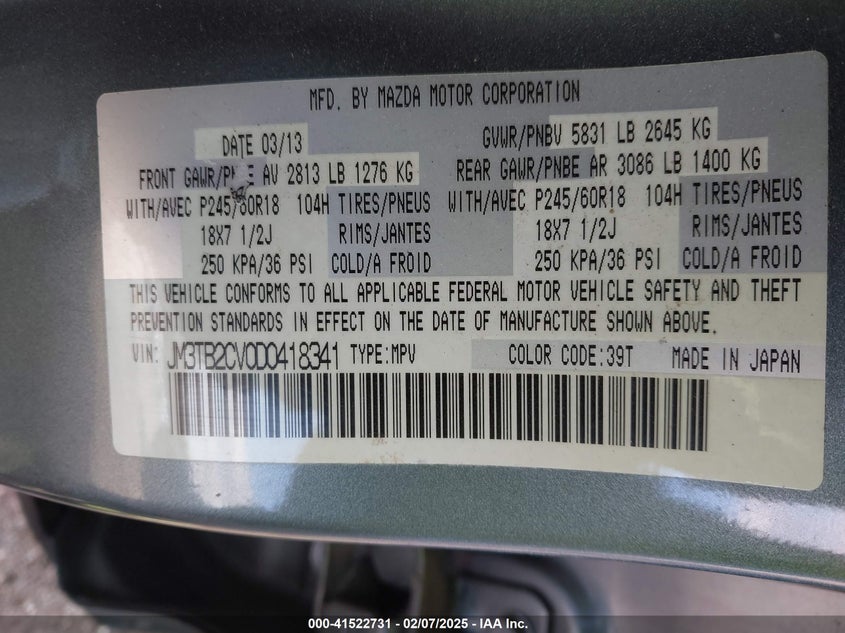 MFD. BY MAZDA MOTOR CORPORATION
DATE 03/13 GVWR/PNBV 5831 LB 2645 KG
FRONT GAWR/PNBE AV 2813 LB 1276 KG REAR GAWR/PNBE AR 3086 LB 1400 KG
WITH/AVEC P245/60R18 104H TIRES/PNEUS WITH/AVEC P245/60R18 104H TIRES/PNEUS
18X7 1/2J RIMS/JANTES 18X7 1/2J RIMS/JANTES
250 KPA/36 PSI COLD/A FROID 250 KPA/36 PSI COLD/A FROID
THIS VEHICLE CONFORMS TO ALL APPLICABLE FEDERAL MOTOR VEHICLE SAFETY AND THEFT
PREVENTION STANDARDS IN EFFECT ON THE DATE OF MANUFACTURE SHOWN ABOVE.
VIN: JM3TB2CV0D0418341 TYPE:MPV COLOR CODE:39T MADE IN JAPAN
000-41522731 - 02/07/2025 - IAA Inc.